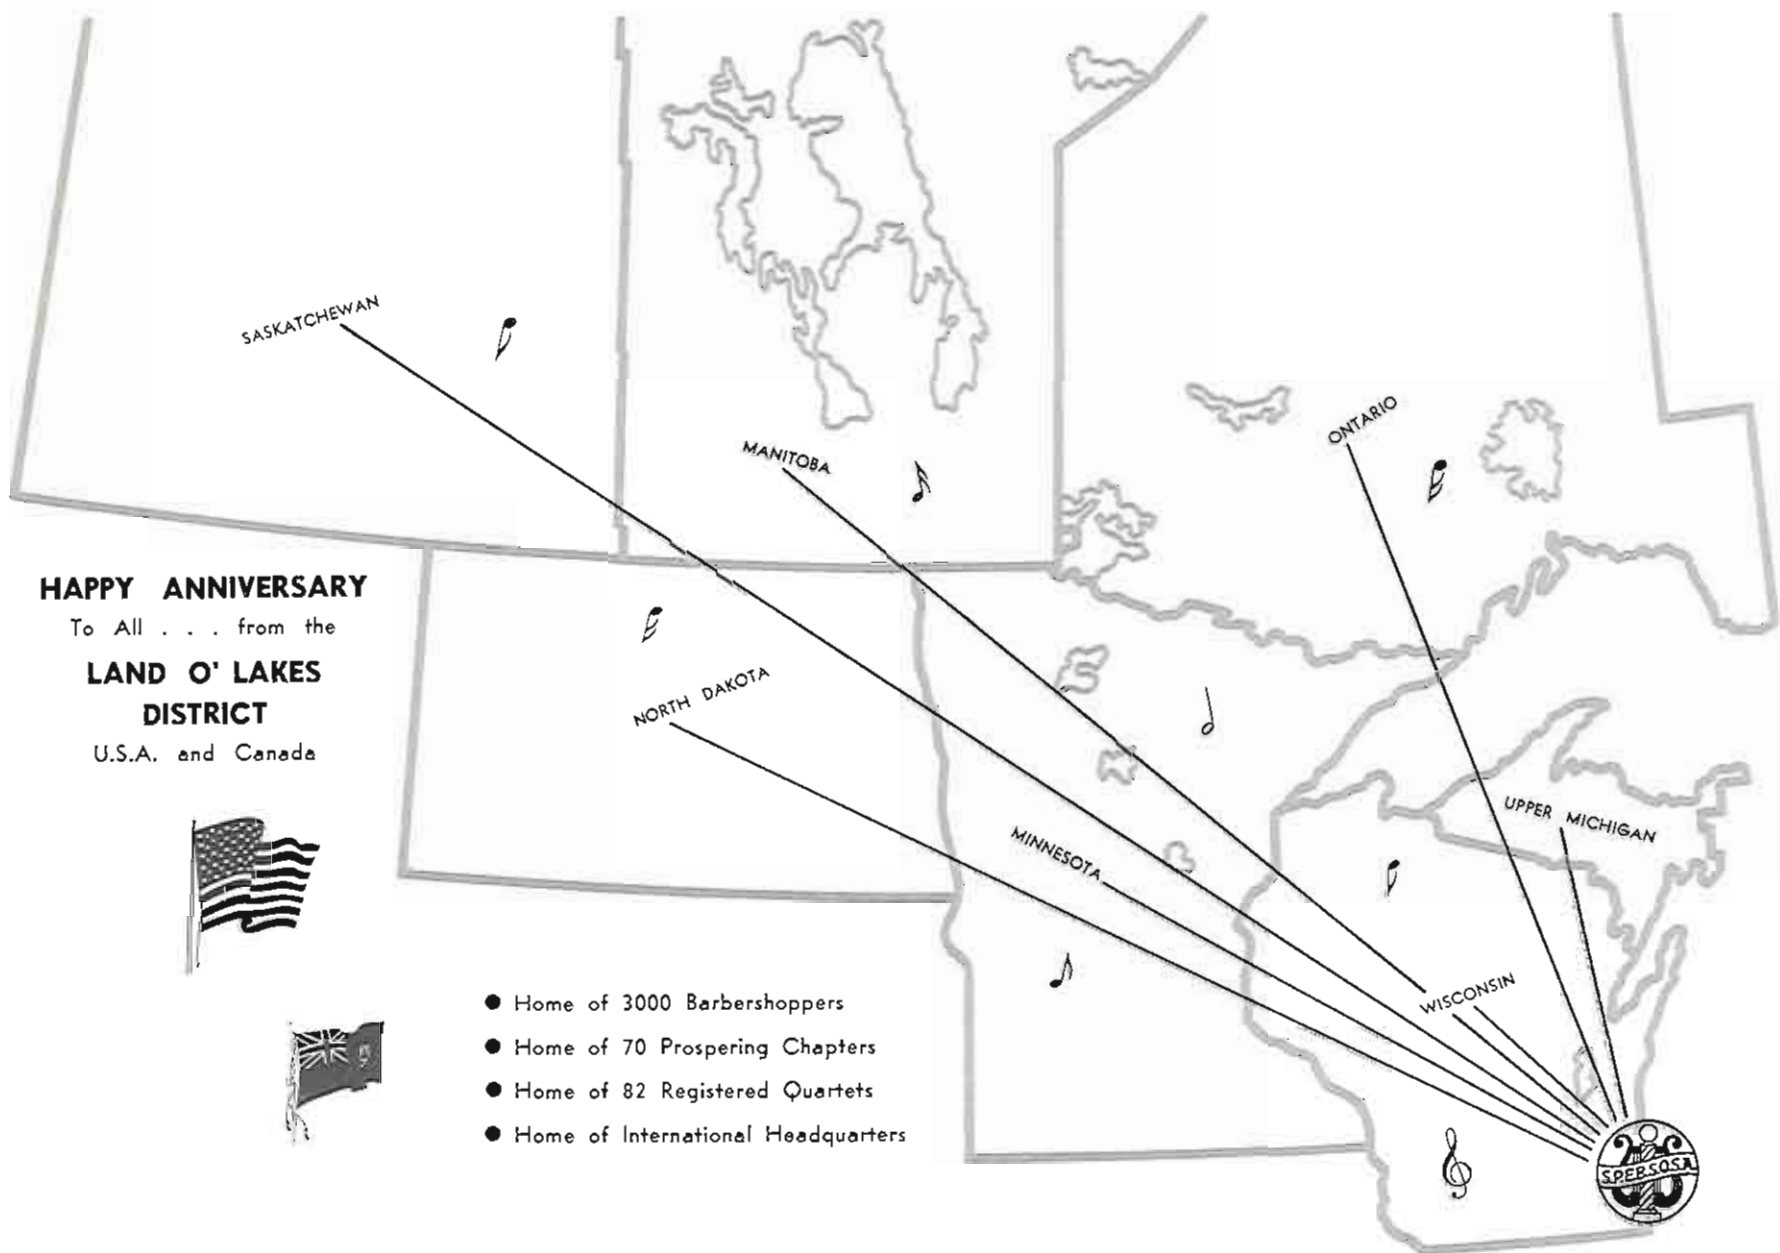 SASKATCHEWAN
MANITOBA
ONTARIO
HAPPY ANNIVERSARY
To All . . . from the
LAND O' LAKES
DISTRICT
U.S.A. and Canada
NORTH DAKOTA
MINNESOTA
UPPER MICHIGAN
WISCONSIN
● Home of 3000 Barbershoppers
● Home of 70 Prospering Chapters
● Home of 82 Registered Quartets
● Home of International Headquarters
S.P.E.B.S.Q.S.A.